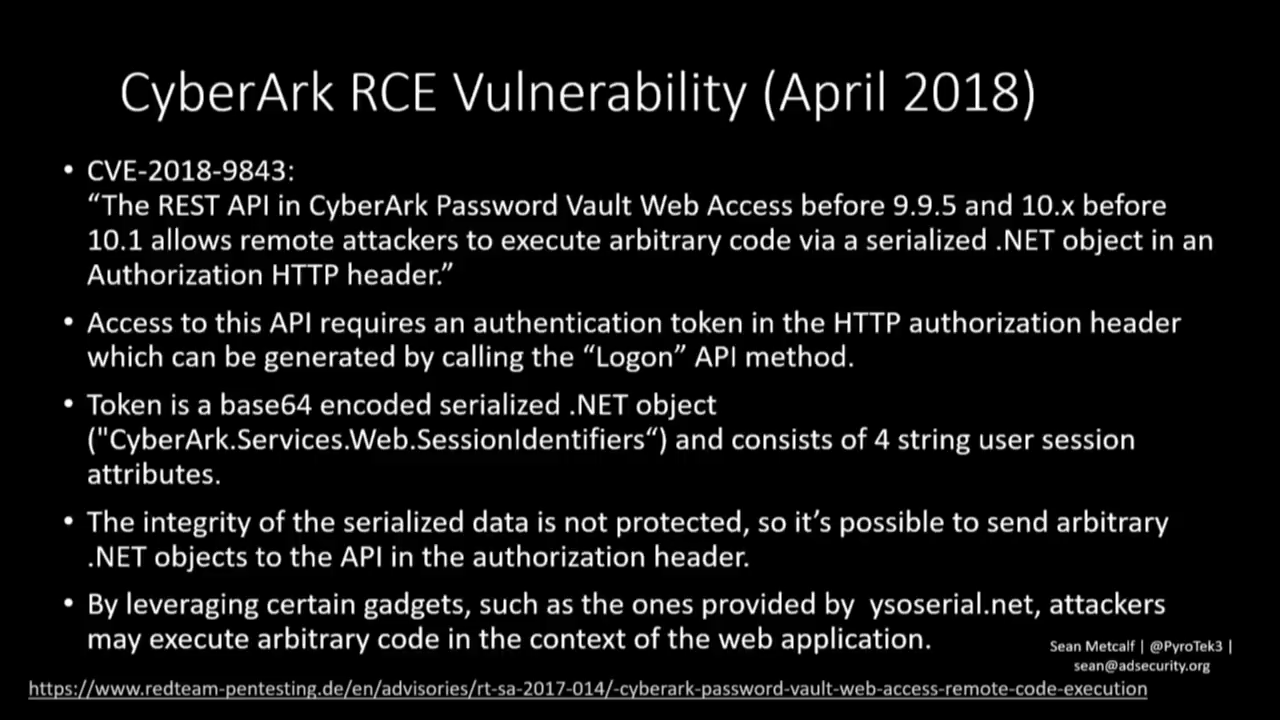 CyberArk RCE Vulnerability (April 2018)
• CVE-2018-9843:
“The REST API in CyberArk Password Vault Web Access before 9.9.5 and 10.x before
10.1 allows remote attackers to execute arbitrary code via a serialized .NET object in an
Authorization HTTP header.”
• Access to this API requires an authentication token in the HTTP authorization header
which can be generated by calling the “Logon” API method.
• Token is a base64 encoded serialized .NET object
("CyberArk.Services.Web.SessionIdentifiers“) and consists of 4 string user session
attributes.
• The integrity of the serialized data is not protected, so it’s possible to send arbitrary
.NET objects to the API in the authorization header.
• By leveraging certain gadgets, such as the ones provided by ysoserial.net, attackers
may execute arbitrary code in the context of the web application.
Sean Metcalf | @PyroTek3 |
sean@adsecurity.org
https://www.redteam-pentesting.de/en/advisories/rt-sa-2017-014/-cyberark-password-vault-web-access-remote-code-execution